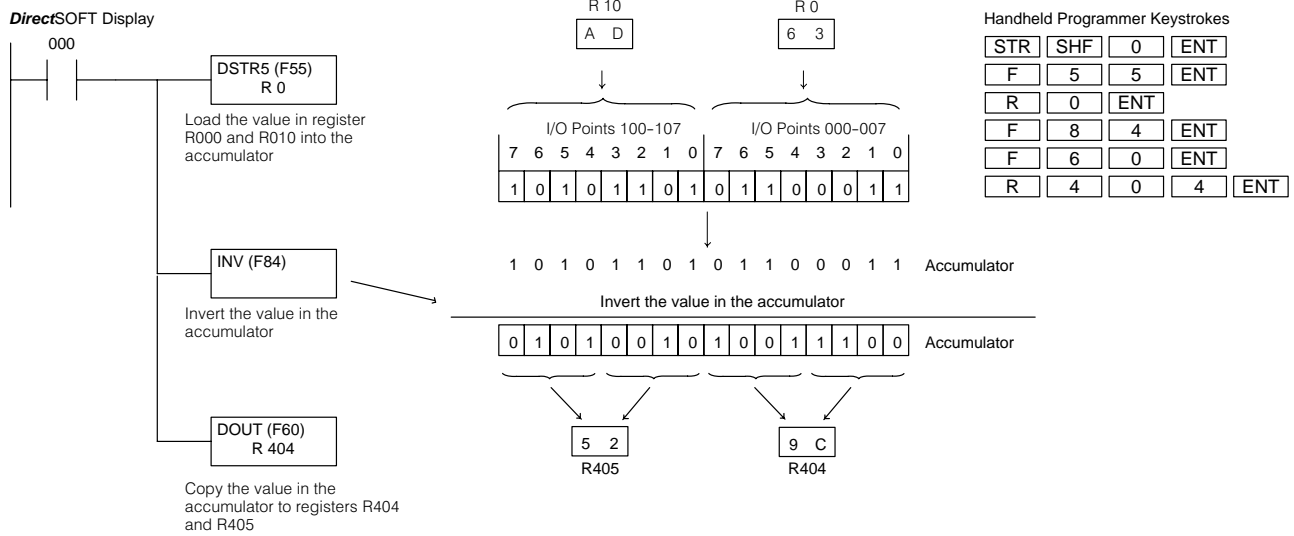 DirectSOFT Display
000
DSTR5 (F55)
R 0
Load the value in register
R000 and R010 into the
accumulator
INV (F84)
Invert the value in the
accumulator
DOUT (F60)
R 404
Copy the value in the
accumulator to registers R404
and R405
R 10
R 0
A D
6 3
I/O Points 100-107
I/O Points 000-007
7 6 5 4 3 2 1 0 7 6 5 4 3 2 1 0
1 0 1 0 1 1 0 1 0 1 1 0 0 0 1 1
1 0 1 0 1 1 0 1 0 1 1 0 0 0 1 1 Accumulator
Invert the value in the accumulator
0 1 0 1 0 0 1 0 1 0 0 1 1 1 0 0 Accumulator
5 2
9 C
R405
R404
Handheld Programmer Keystrokes
STR SHF 0 ENT
F 5 5 ENT
R 0 ENT
F 8 4 ENT
F 6 0 ENT
R 4 0 4 ENT